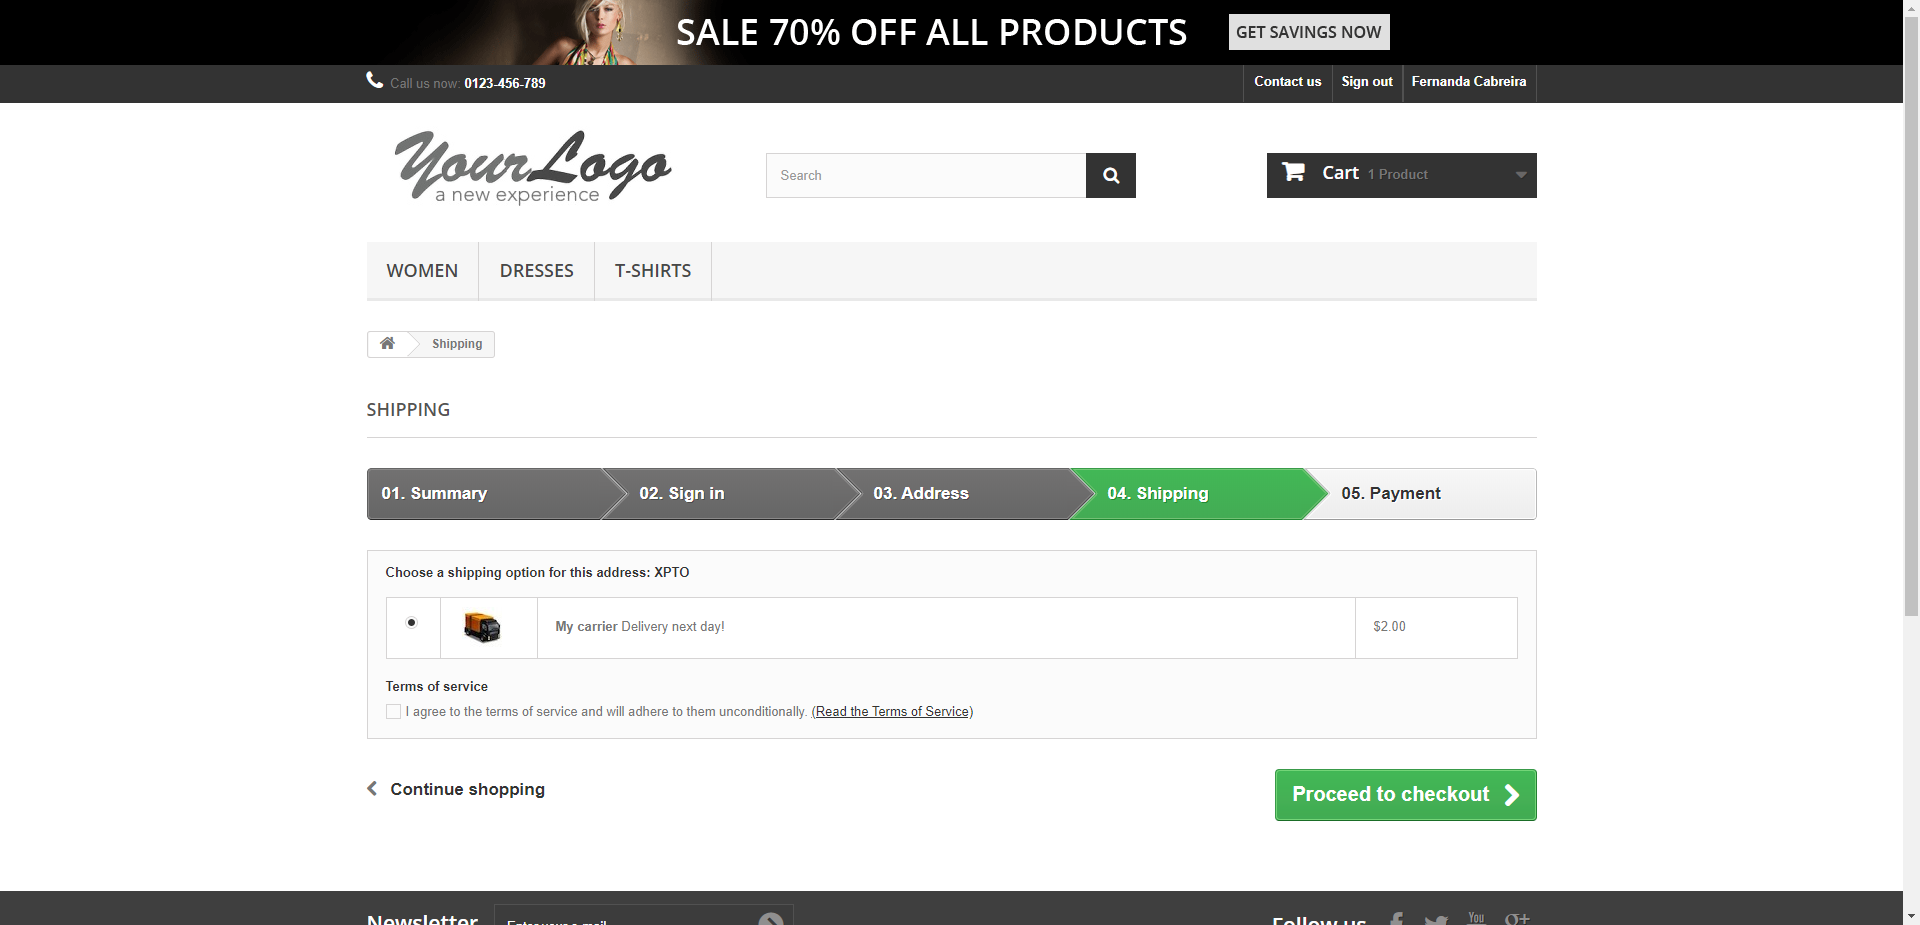 SALE 70% OFF ALL PRODUCTS GET SAVINGS NOW
Call us now: 0123-456-789 Contact us Sign out Fernanda Cabreira
YourLogo
a new experience
Search
Cart 1 Product
WOMEN DRESSES T-SHIRTS
Shipping
SHIPPING
01. Summary 02. Sign in 03. Address 04. Shipping 05. Payment
Choose a shipping option for this address: XPTO
My carrier Delivery next day! $2.00
Terms of service
I agree to the terms of service and will adhere to them unconditionally. (Read the Terms of Service)
Continue shopping Proceed to checkout
Newsletter Follow us You